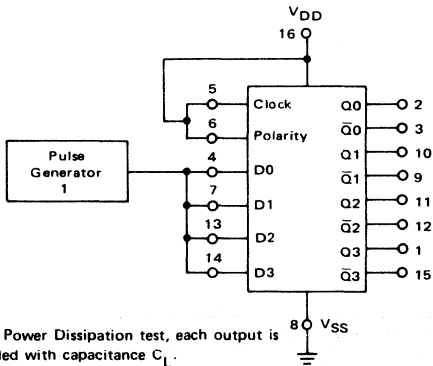 VDD
16
5
Clock
Q0
2
6
Polarity
Q̅0
3
Pulse
Generator
1
4
D0
Q1
10
7
D1
Q̅1
9
Q2
11
13
D2
Q̅2
12
14
D3
Q3
1
Q̅3
15
8
VSS
Power Dissipation test, each output is
with capacitance CL.